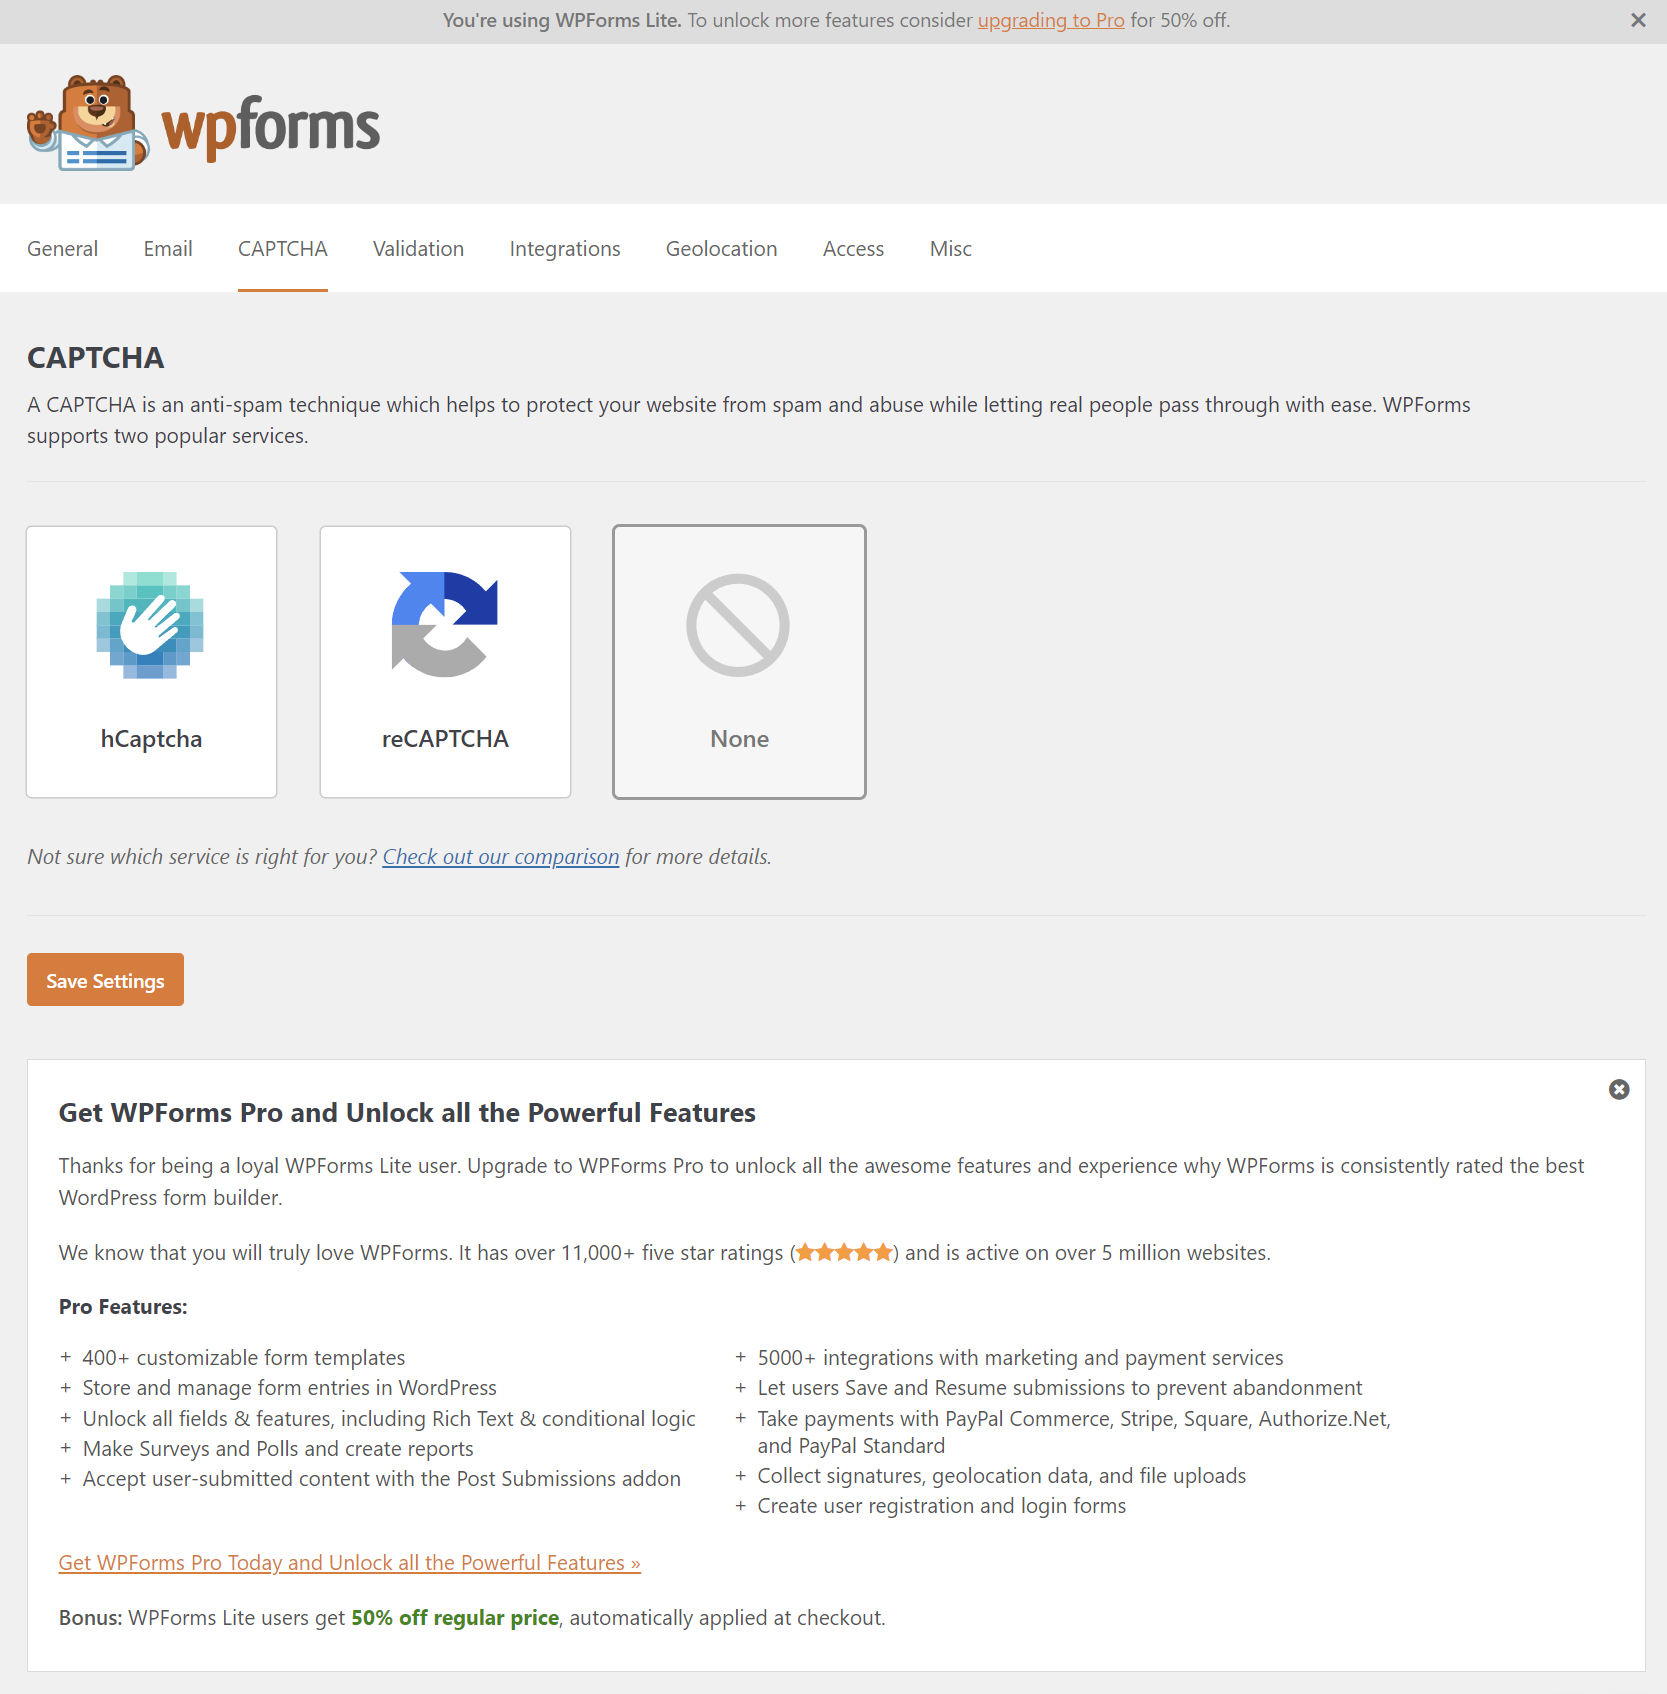 You're using WPForms Lite. To unlock more features consider upgrading to Pro for 50% off.
wpforms
General Email CAPTCHA Validation Integrations Geolocation Access Misc
CAPTCHA
A CAPTCHA is an anti-spam technique which helps to protect your website from spam and abuse while letting real people pass through with ease. WPForms
supports two popular services.
hCaptcha reCAPTCHA None
Not sure which service is right for you? Check out our comparison for more details.
Save Settings
Get WPForms Pro and Unlock all the Powerful Features
Thanks for being a loyal WPForms Lite user. Upgrade to WPForms Pro to unlock all the awesome features and experience why WPForms is consistently rated the best
WordPress form builder.
We know that you will truly love WPForms. It has over 11,000+ five star ratings (★★★★★) and is active on over 5 million websites.
Pro Features:
+ 400+ customizable form templates
+ Store and manage form entries in WordPress
+ Unlock all fields & features, including Rich Text & conditional logic
+ Make Surveys and Polls and create reports
+ Accept user-submitted content with the Post Submissions addon
+ 5000+ integrations with marketing and payment services
+ Let users Save and Resume submissions to prevent abandonment
+ Take payments with PayPal Commerce, Stripe, Square, Authorize.Net,
and PayPal Standard
+ Collect signatures, geolocation data, and file uploads
+ Create user registration and login forms
Get WPForms Pro Today and Unlock all the Powerful Features »
Bonus: WPForms Lite users get 50% off regular price, automatically applied at checkout.